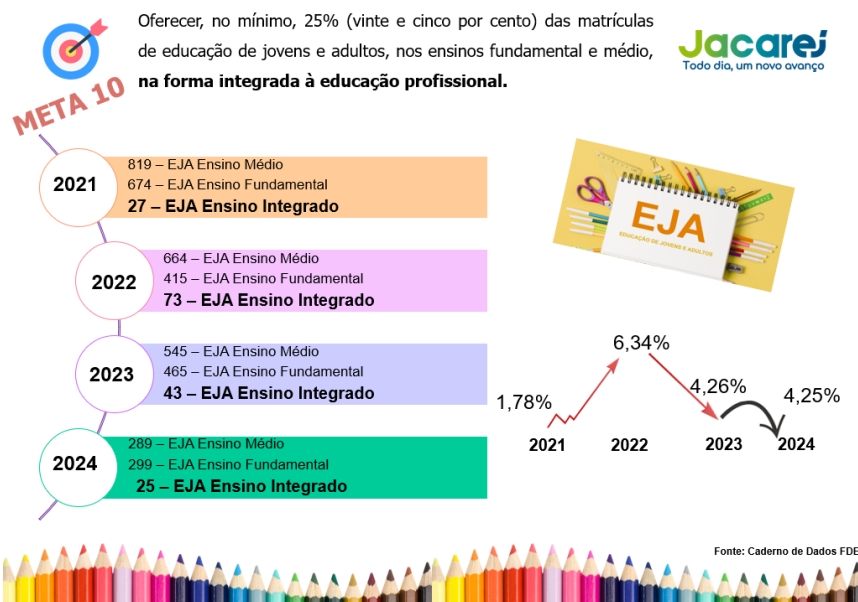 Oferecer, no mínimo, 25% (vinte e cinco por cento) das matrículas
de educação de jovens e adultos, nos ensinos fundamental e médio,
na forma integrada à educação profissional.
Jacareí
Todo dia, um novo avanço
META 10
2021
819 – EJA Ensino Médio
674 – EJA Ensino Fundamental
27 – EJA Ensino Integrado
2022
664 – EJA Ensino Médio
415 – EJA Ensino Fundamental
73 – EJA Ensino Integrado
2023
545 – EJA Ensino Médio
465 – EJA Ensino Fundamental
43 – EJA Ensino Integrado
2024
289 – EJA Ensino Médio
299 – EJA Ensino Fundamental
25 – EJA Ensino Integrado
EJA
EDUCAÇÃO DE JOVENS E ADULTOS
1,78%
6,34%
4,26%
4,25%
2021
2022
2023
2024
Fonte: Caderno de Dados FDE